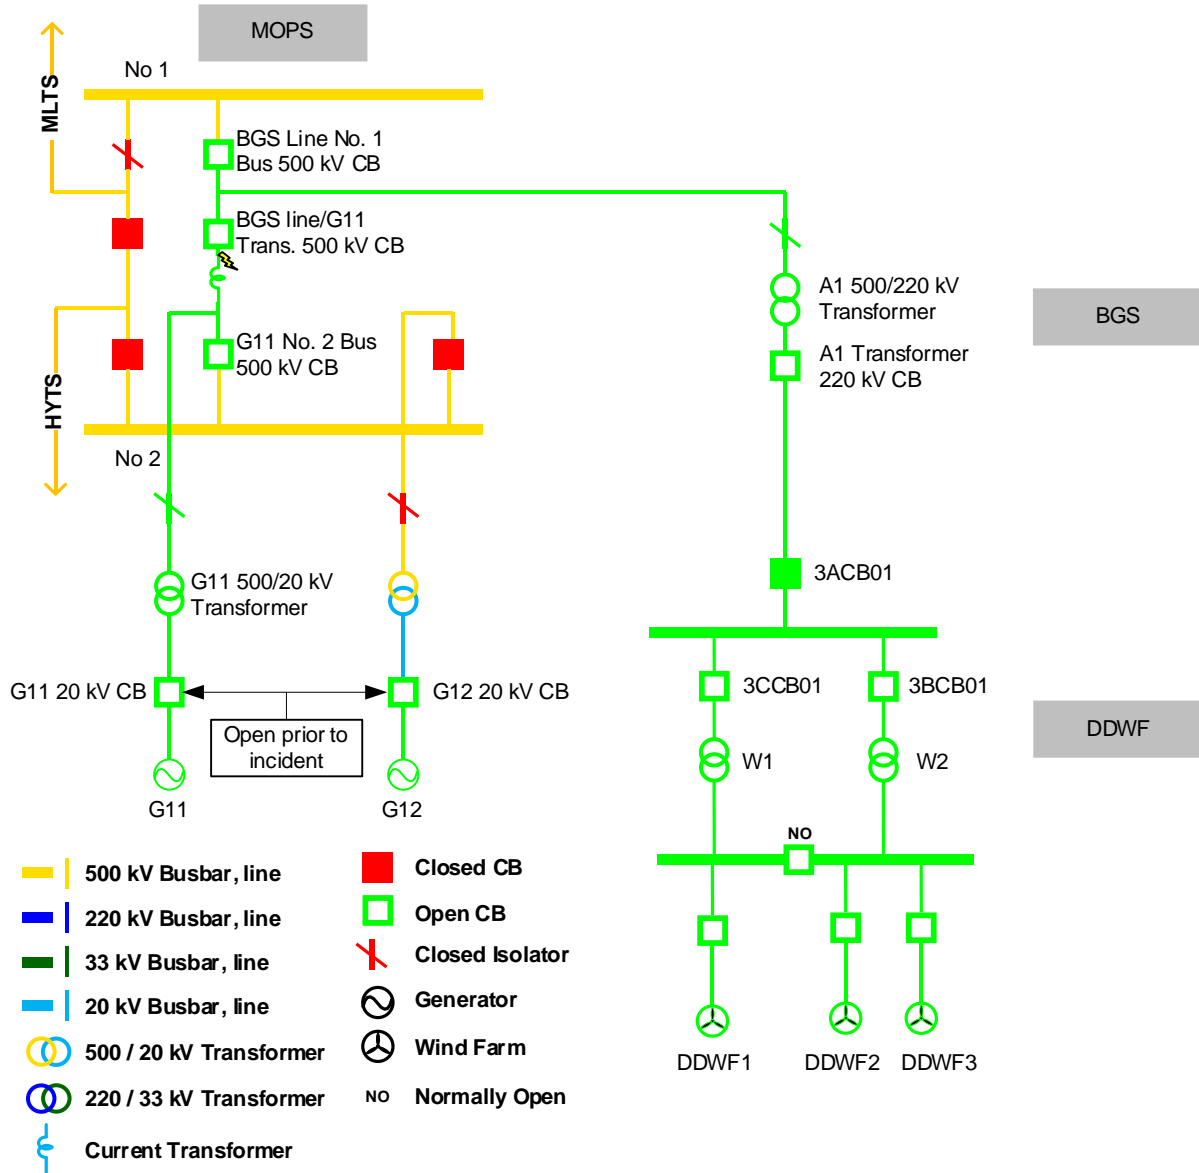 MOPS
No 1
MLTS
BGS Line No. 1
Bus 500 kV CB
BGS line/G11
Trans. 500 kV CB
A1 500/220 kV
Transformer
BGS
G11 No. 2 Bus
500 kV CB
A1 Transformer
220 kV CB
HYTS
No 2
G11 500/20 kV
Transformer
3ACB01
G11 20 kV CB
G12 20 kV CB
3CCB01
3BCB01
Open prior to
incident
DDWF
W1
W2
G11
G12
NO
500 kV Busbar, line
Closed CB
220 kV Busbar, line
Open CB
33 kV Busbar, line
Closed Isolator
20 kV Busbar, line
Generator
500 / 20 kV Transformer
Wind Farm
DDWF1
DDWF2
DDWF3
220 / 33 kV Transformer
NO
Normally Open
Current Transformer